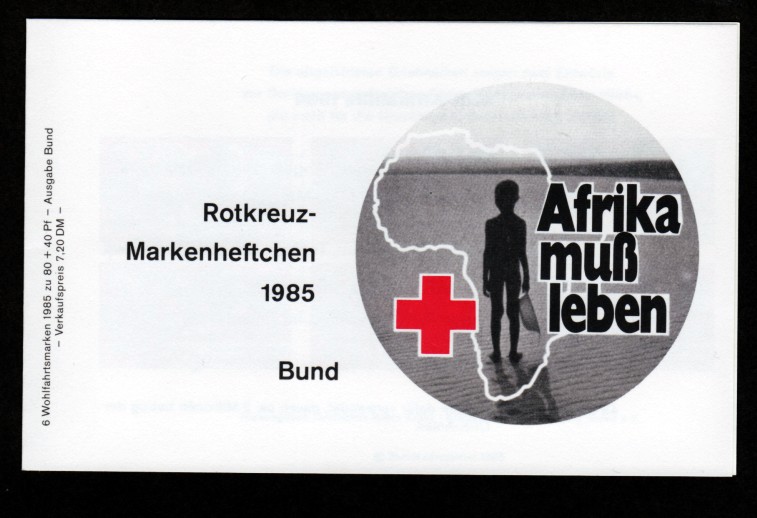 6 Wohlfahrtsmarken 1985 zu 80 + 40 Pf – Ausgabe Bund
– Verkaufspreis 7,20 DM –
Rotkreuz-
Markenheftchen
1985
Bund
Afrika
muß
leben